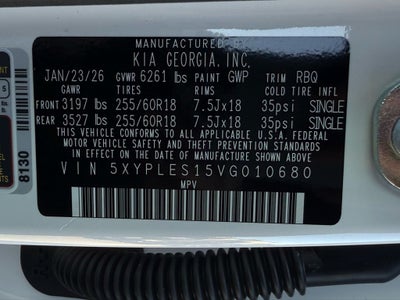 MANUFACTURED BY
KIA GEORGIA, INC.
JAN/23/26 GVWR 6261 lbs PAINT GWP TRIM RBQ
GAWR TIRES RIMS COLD TIRE INFL
FRONT 3197 lbs 255/60R18 7.5Jx18 35psi SINGLE
REAR 3527 lbs 255/60R18 7.5Jx18 35psi SINGLE
THIS VEHICLE CONFORMS TO ALL APPLICABLE U.S.A. FEDERAL
MOTOR VEHICLE SAFETY STANDARDS IN EFFECT ON
THE DATE OF MANUFACTURE SHOWN ABOVE.
VIN 5XYPLES15VG010680
MPV
8130